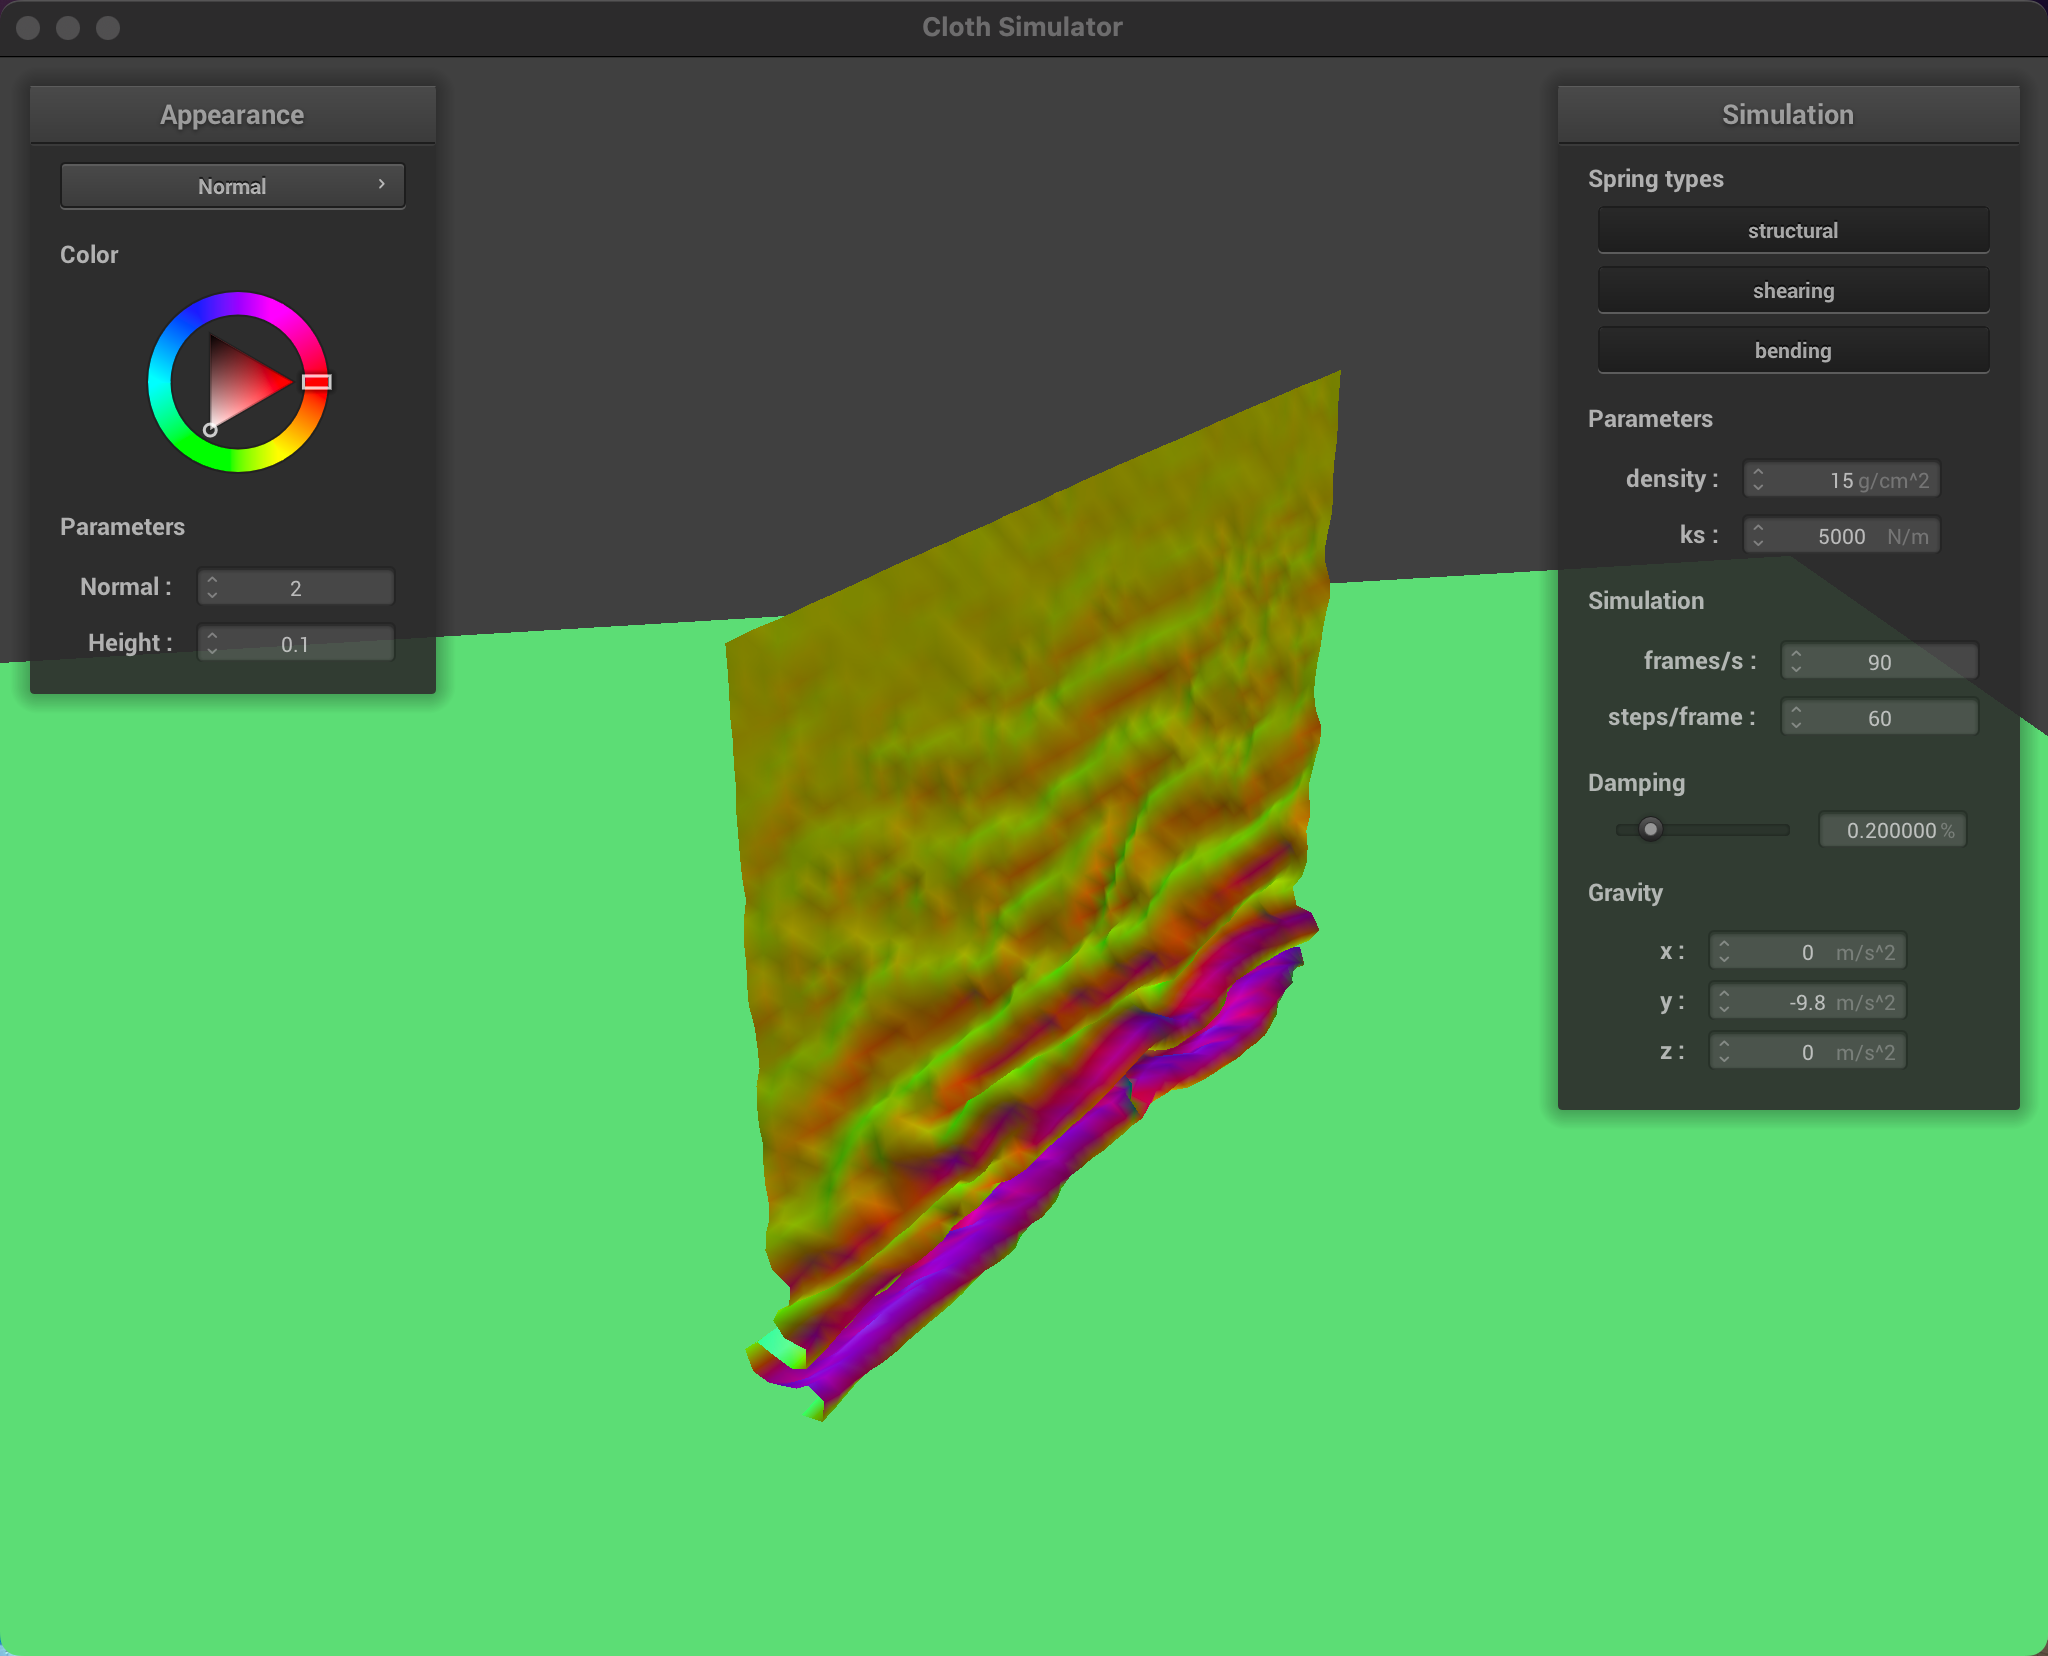 Cloth Simulator
Appearance
Normal
Color
Parameters
Normal : 2
Height : 0.1
Simulation
Spring types
structural
shearing
bending
Parameters
density : 15 g/cm^2
ks : 5000 N/m
Simulation
frames/s : 90
steps/frame : 60
Damping
0.200000 %
Gravity
x : 0 m/s^2
y : -9.8 m/s^2
z : 0 m/s^2